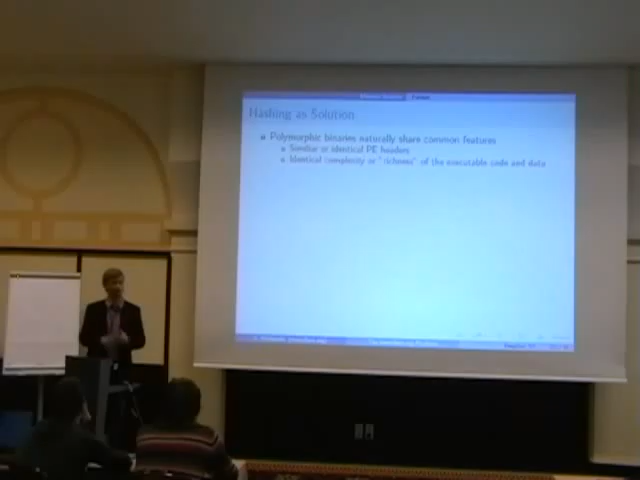 Hashing as Solution
Polymorphic binaries naturally share common features
Similar or identical PE headers
Identical complexity or "richness" of the executable code and data